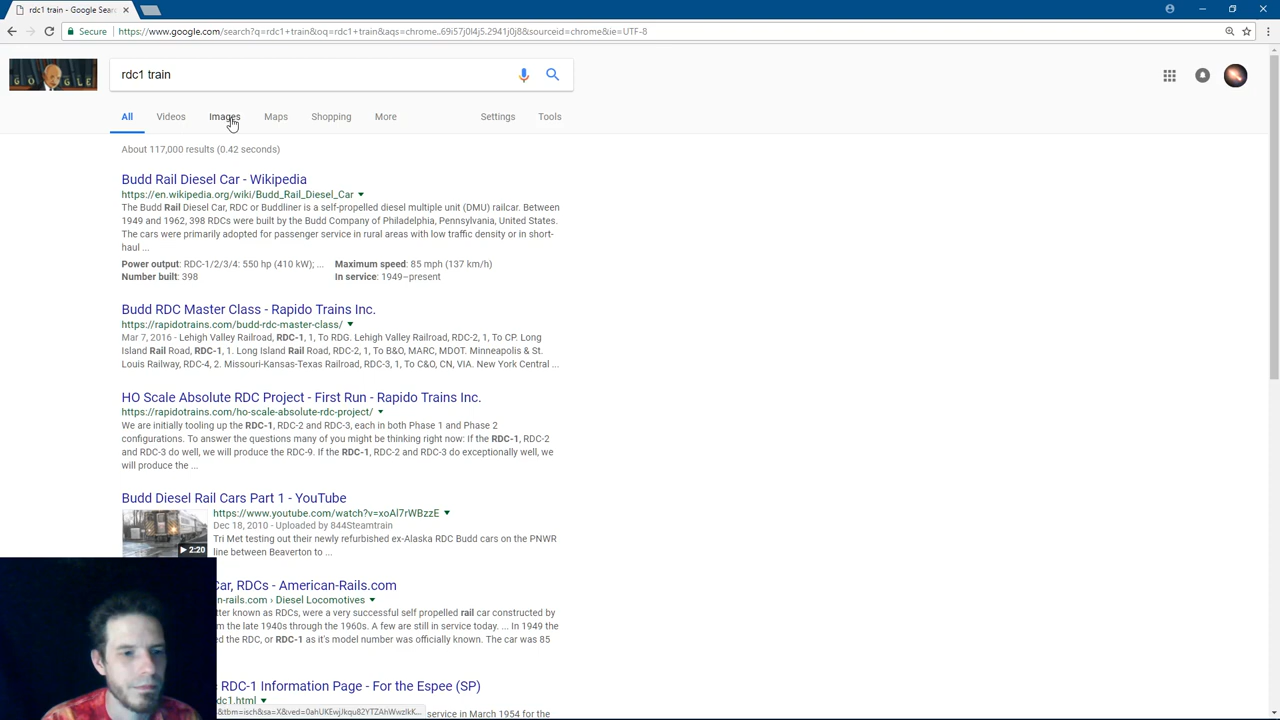 rdc1 train - Google Sear
Secure
https://www.google.com/search?q=rdc1+train&oq=rdc1+train&aqs=chrome..69i57j0l4j5.2941j0j8&sourceid=chrome&ie=UTF-8
GOOGLE
rdc1 train
All Videos Images Maps Shopping More Settings Tools
About 117,000 results (0.42 seconds)
Budd Rail Diesel Car - Wikipedia
https://en.wikipedia.org/wiki/Budd_Rail_Diesel_Car
The Budd Rail Diesel Car, RDC or Buddliner is a self-propelled diesel multiple unit (DMU) railcar. Between
1949 and 1962, 398 RDCs were built by the Budd Company of Philadelphia, Pennsylvania, United States.
The cars were primarily adopted for passenger service in rural areas with low traffic density or in short-
haul ...
Power output: RDC-1/2/3/4: 550 hp (410 kW); ... Maximum speed: 85 mph (137 km/h)
Number built: 398 In service: 1949–present
Budd RDC Master Class - Rapido Trains Inc.
https://rapidotrains.com/budd-rdc-master-class/
Mar 7, 2016 - Lehigh Valley Railroad, RDC-1, 1, To RDG. Lehigh Valley Railroad, RDC-2, 1, To CP. Long
Island Rail Road, RDC-1, 1. Long Island Rail Road, RDC-2, 1, To B&O, MARC, MDOT. Minneapolis & St.
Louis Railway, RDC-4, 2. Missouri-Kansas-Texas Railroad, RDC-3, 1, To C&O, CN, VIA. New York Central ...
HO Scale Absolute RDC Project - First Run - Rapido Trains Inc.
https://rapidotrains.com/ho-scale-absolute-rdc-project/
We are initially tooling up the RDC-1, RDC-2 and RDC-3, each in both Phase 1 and Phase 2
configurations. To answer the questions many of you might be thinking right now: If the RDC-1, RDC-2
and RDC-3 do well, we will produce the RDC-9. If the RDC-1, RDC-2 and RDC-3 do exceptionally well, we
will produce the ...
Budd Diesel Rail Cars Part 1 - YouTube
https://www.youtube.com/watch?v=xoAl7rWBzzE
Dec 18, 2010 - Uploaded by 844Steamtrain
Tri Met testing out their newly refurbished ex-Alaska RDC Budd cars on the PNWR
line between Beaverton to ...
2:20
Car, RDCs - American-Rails.com
n-rails.com › Diesel Locomotives
tter known as RDCs, were a very successful self propelled rail car constructed by
m the late 1940s through the 1960s. A few are still in service today. ... In 1949 the
ed the RDC, or RDC-1 as it's model number was officially known. The car was 85
RDC-1 Information Page - For the Espee (SP)
dc1.html
service in March 1954 for the